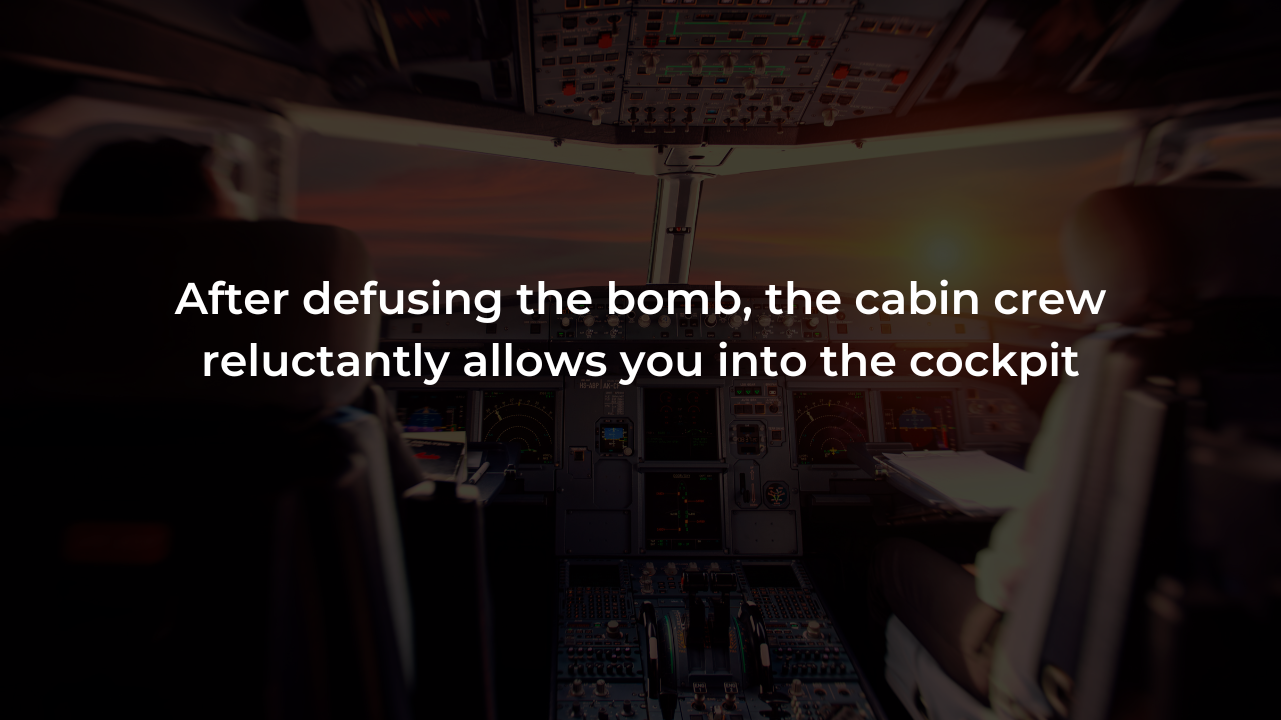 After defusing the bomb, the cabin crew
reluctantly allows you into the cockpit